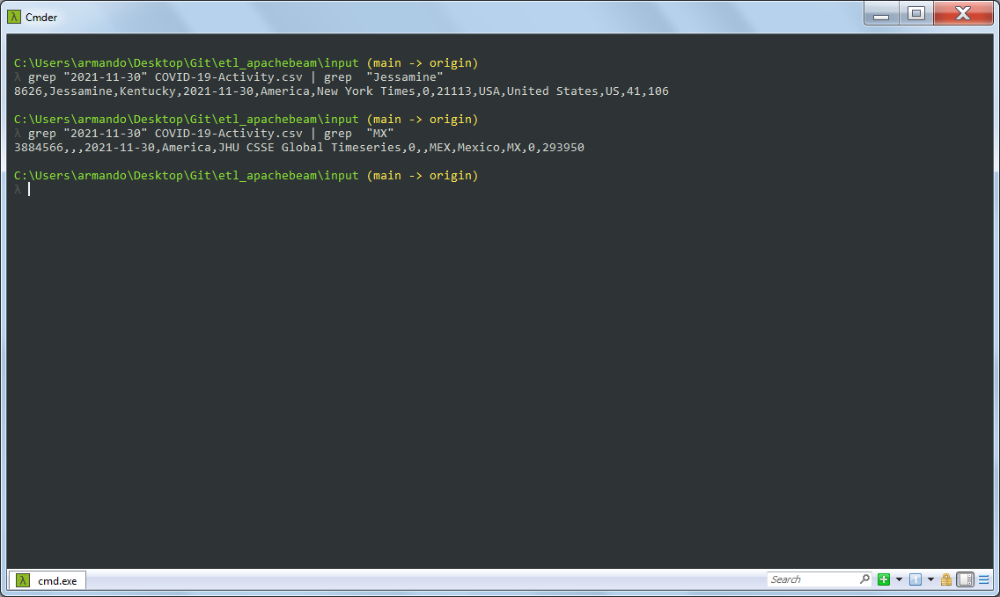 Cmder
C:\Users\armando\Desktop\Git\etl_apachebeam\input (main -> origin)
λ grep "2021-11-30" COVID-19-Activity.csv | grep  "Jessamine"
8626,Jessamine,Kentucky,2021-11-30,America,New York Times,0,21113,USA,United States,US,41,106
C:\Users\armando\Desktop\Git\etl_apachebeam\input (main -> origin)
λ grep "2021-11-30" COVID-19-Activity.csv | grep  "MX"
3884566,,,2021-11-30,America,JHU CSSE Global Timeseries,0,,MEX,Mexico,MX,0,293950
C:\Users\armando\Desktop\Git\etl_apachebeam\input (main -> origin)
λ
λ cmd.exe
Search